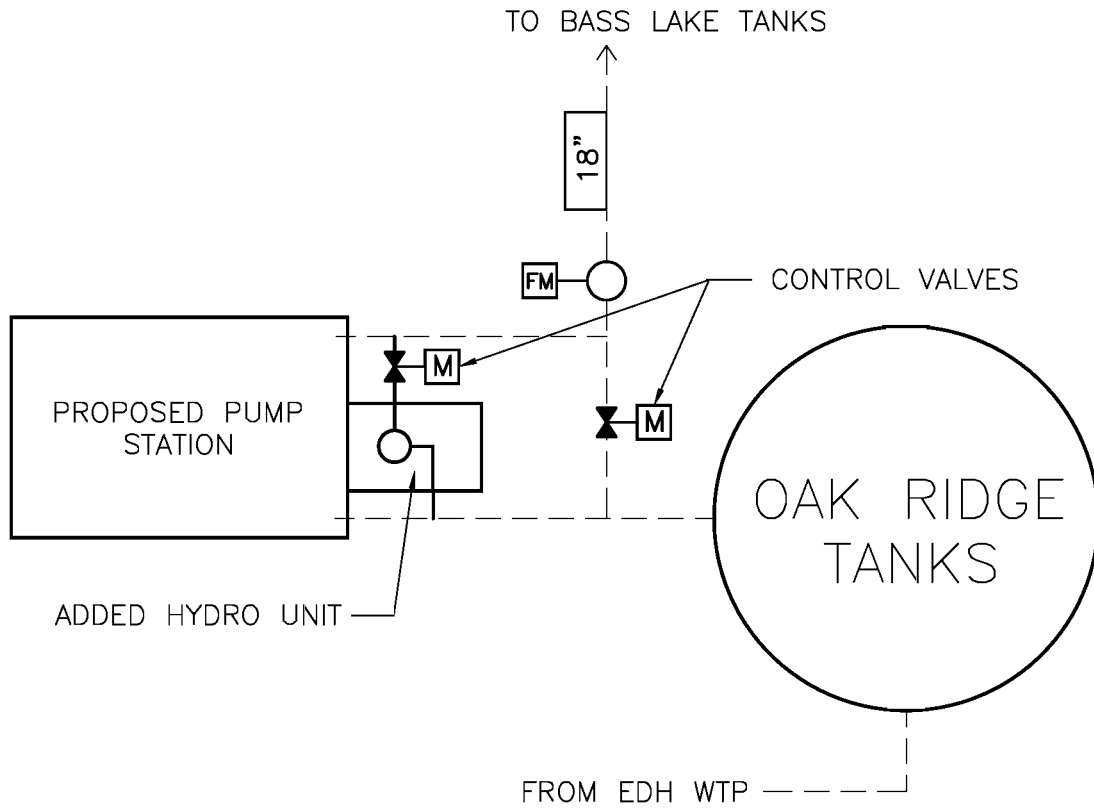 TO BASS LAKE TANKS
18"
FM
CONTROL VALVES
M
M
PROPOSED PUMP
STATION
OAK RIDGE
TANKS
ADDED HYDRO UNIT
FROM EDH WTP